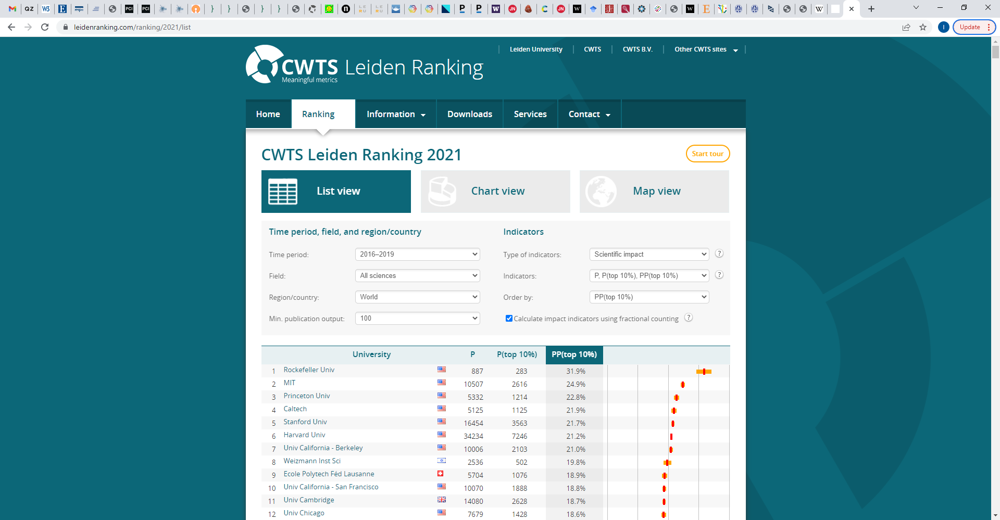 leidenranking.com/ranking/2021/list
Update
Leiden University
CWTS
CWTS B.V.
Other CWTS sites
CWTS Leiden Ranking
Meaningful metrics
Home
Ranking
Information
Downloads
Services
Contact
CWTS Leiden Ranking 2021
Start tour
List view
Chart view
Map view
Time period, field, and region/country
Time period: 2016–2019
Field: All sciences
Region/country: World
Min. publication output: 100
Indicators
Type of indicators: Scientific impact ?
Indicators: P, P(top 10%), PP(top 10%) ?
Order by: PP(top 10%)
Calculate impact indicators using fractional counting ?
University P P(top 10%) PP(top 10%)
1 Rockefeller Univ 887 283 31.9%
2 MIT 10507 2616 24.9%
3 Princeton Univ 5332 1214 22.8%
4 Caltech 5125 1125 21.9%
5 Stanford Univ 16454 3563 21.7%
6 Harvard Univ 34234 7246 21.2%
7 Univ California - Berkeley 10006 2103 21.0%
8 Weizmann Inst Sci 2536 502 19.8%
9 Ecole Polytech Féd Lausanne 5704 1076 18.9%
10 Univ California - San Francisco 10070 1888 18.8%
11 Univ Cambridge 14080 2628 18.7%
12 Univ Chicago 7679 1428 18.6%